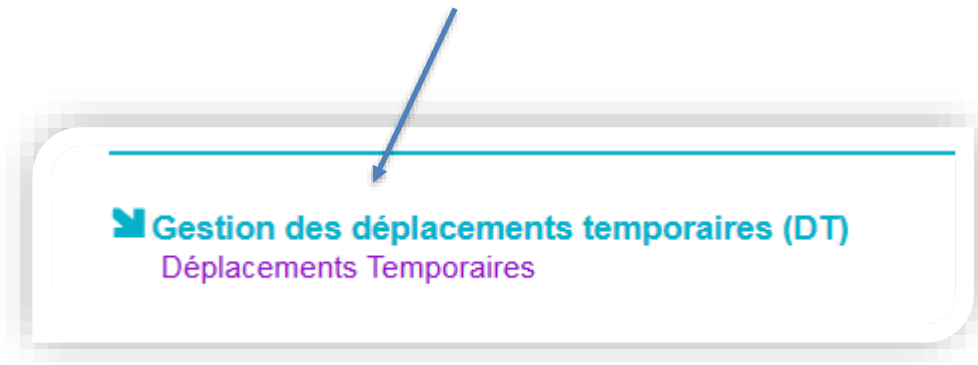 Gestion des déplacements temporaires (DT)
Déplacements Temporaires